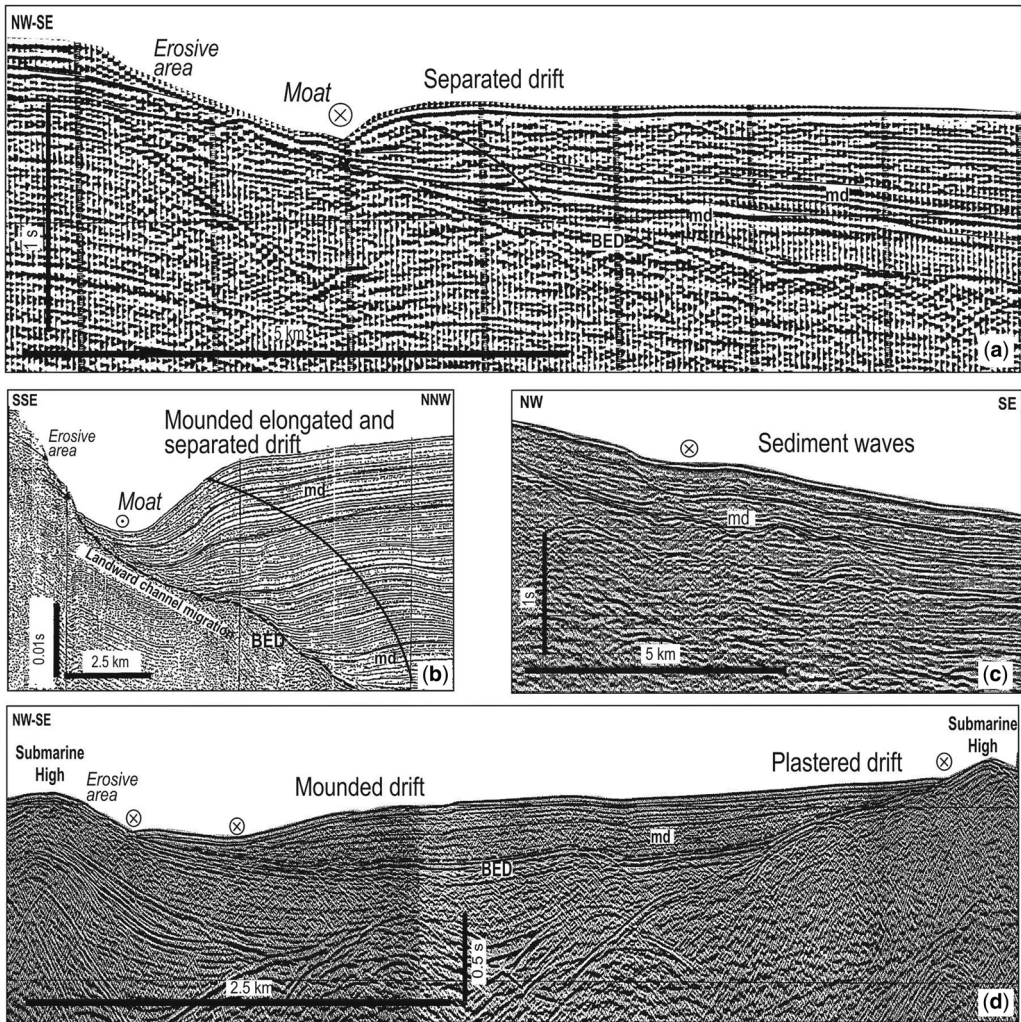 NW-SE
Erosive
area
Moat
Separated drift
md
md
BED
1 s
5 km
(a)
SSE
NNW
Erosive
area
Mounded elongated and
separated drift
Moat
md
Landward channel migration
BED
md
0.01s
2.5 km
(b)
NW
SE
Sediment waves
md
1s
5 km
(c)
NW-SE
Submarine
High
Erosive
area
Mounded drift
Plastered drift
Submarine
High
md
BED
0.5 s
2.5 km
(d)